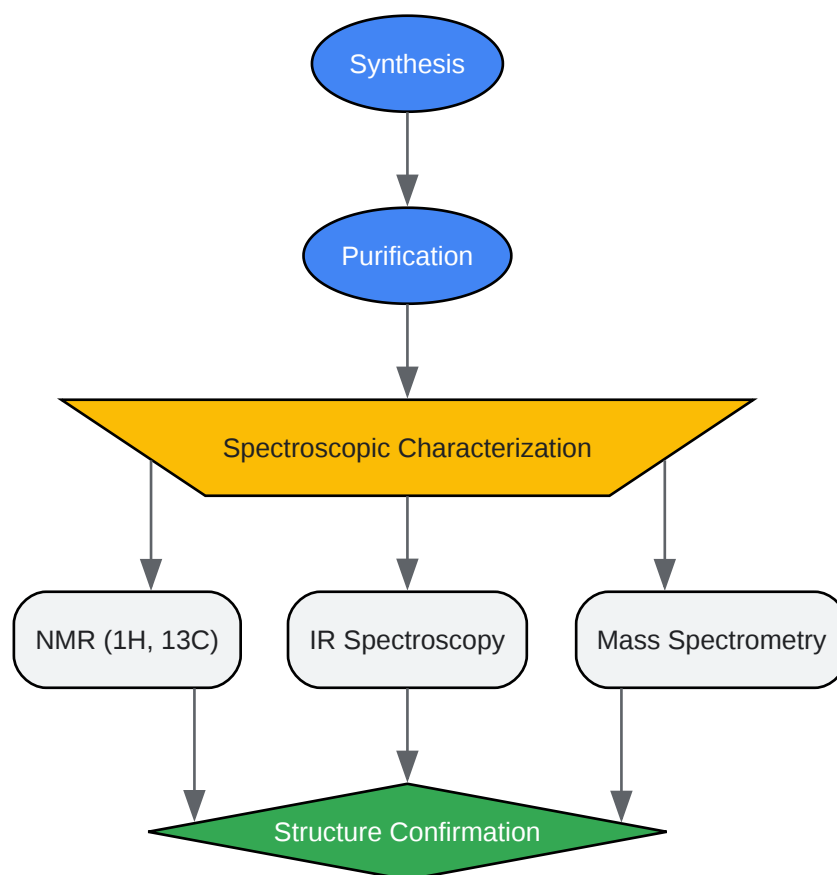 Synthesis
Purification
Spectroscopic Characterization
NMR (1H, 13C)
IR Spectroscopy
Mass Spectrometry
Structure Confirmation